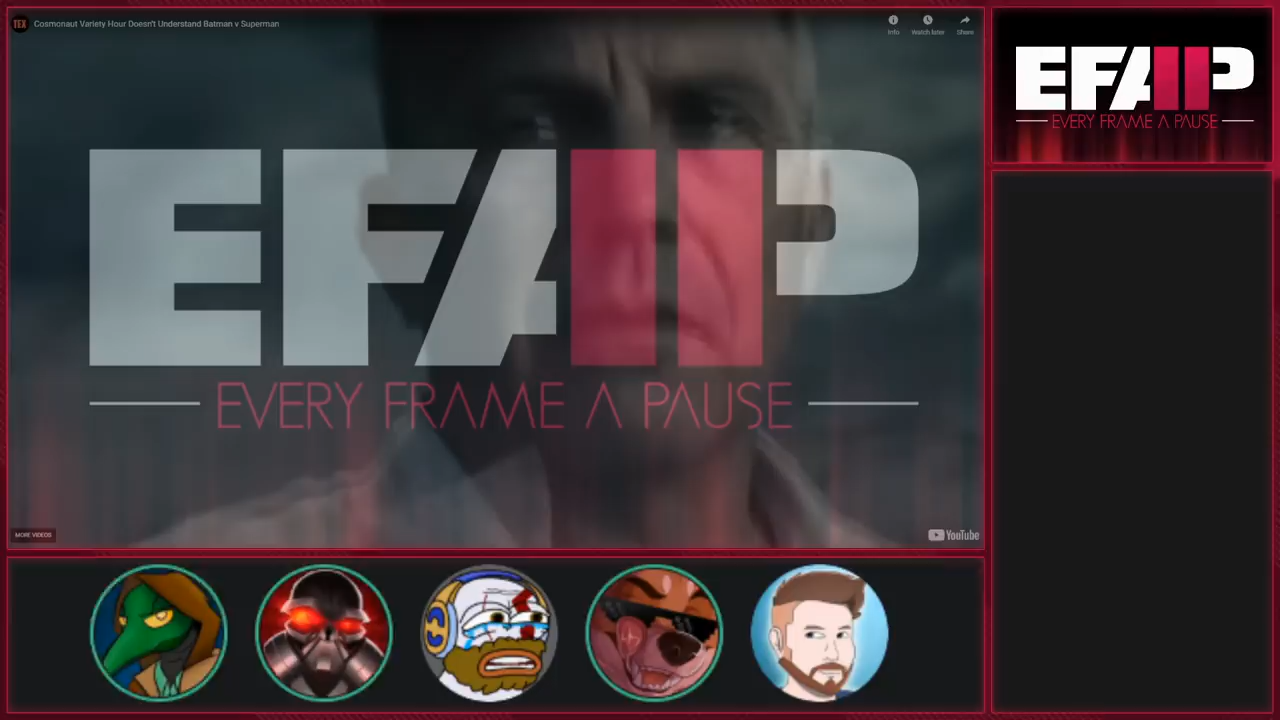 TEX
Cosmonaut Variety Hour Doesn't Understand Batman v Superman
Info
Watch later
Share
EFAP
EVERY FRAME A PAUSE
MORE VIDEOS
YouTube
EFAP
EVERY FRAME A PAUSE